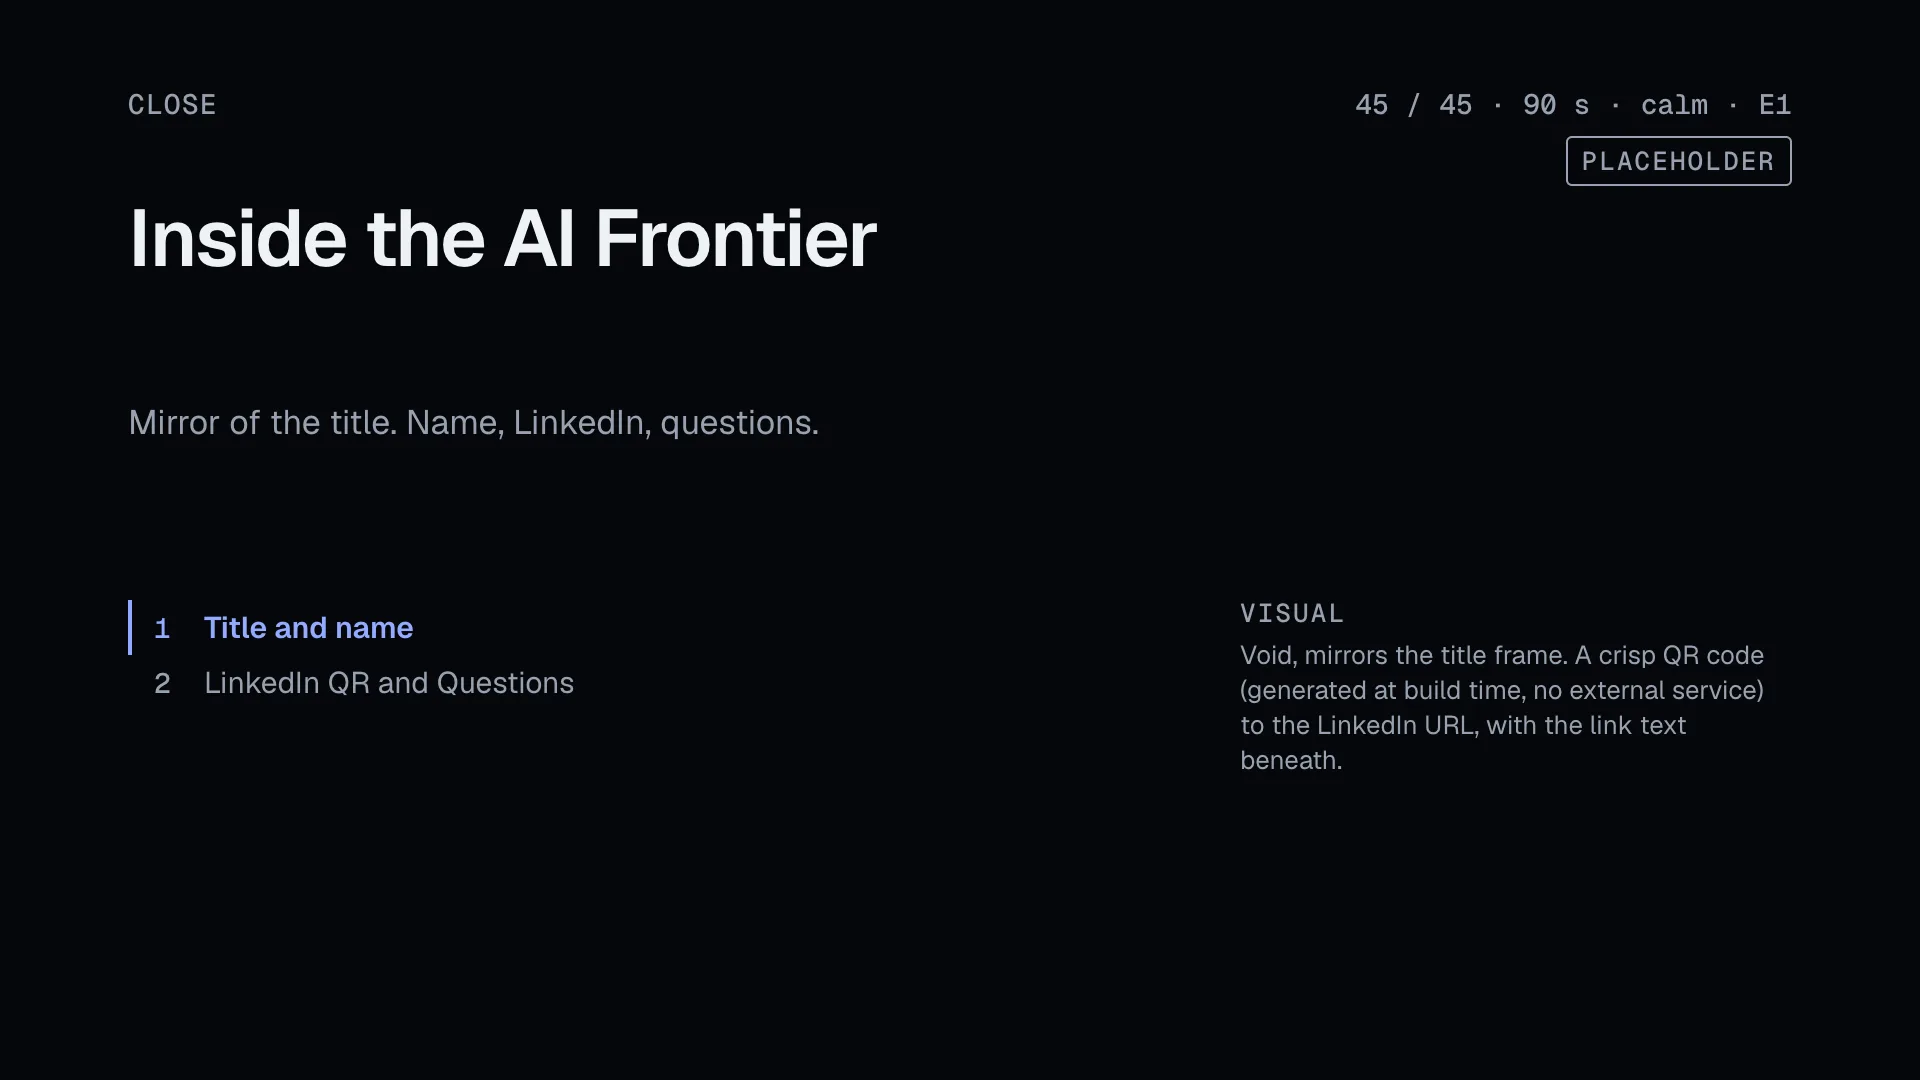 CLOSE
45 / 45 · 90 s · calm · E1
PLACEHOLDER
Inside the AI Frontier
Mirror of the title. Name, LinkedIn, questions.
1 Title and name
2 LinkedIn QR and Questions
VISUAL
Void, mirrors the title frame. A crisp QR code
(generated at build time, no external service)
to the LinkedIn URL, with the link text
beneath.